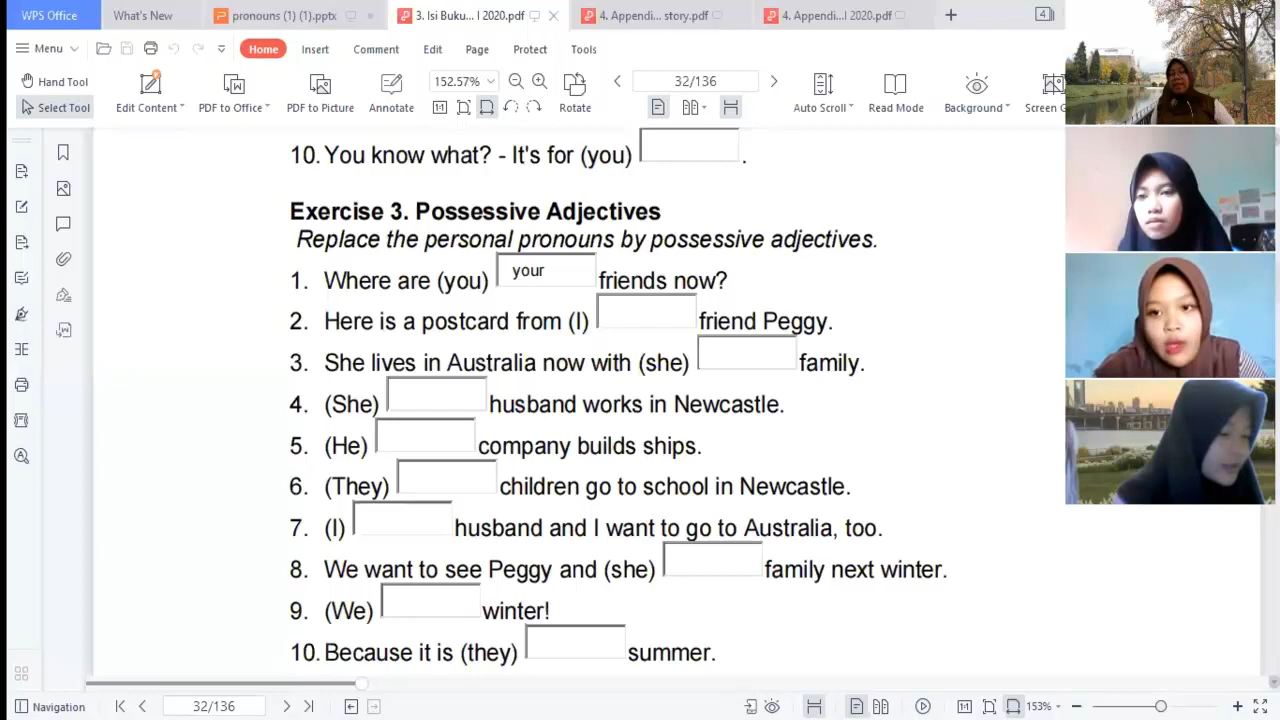 WPS Office What's New pronouns (1) (1).pptx 3. Isi Buku... I 2020.pdf 4. Appendi... story.pdf 4. Appendi...I 2020.pdf 4
Menu Home Insert Comment Edit Page Protect Tools
Hand Tool 152.57% 32/136
Select Tool Edit Content PDF to Office PDF to Picture Annotate 1:1 Rotate Auto Scroll Read Mode Background Screen G
10. You know what? - It's for (you) .
Exercise 3. Possessive Adjectives
Replace the personal pronouns by possessive adjectives.
1. Where are (you) your friends now?
2. Here is a postcard from (I) friend Peggy.
3. She lives in Australia now with (she) family.
4. (She) husband works in Newcastle.
5. (He) company builds ships.
6. (They) children go to school in Newcastle.
7. (I) husband and I want to go to Australia, too.
8. We want to see Peggy and (she) family next winter.
9. (We) winter!
10. Because it is (they) summer.
Navigation 32/136 1:1 153%